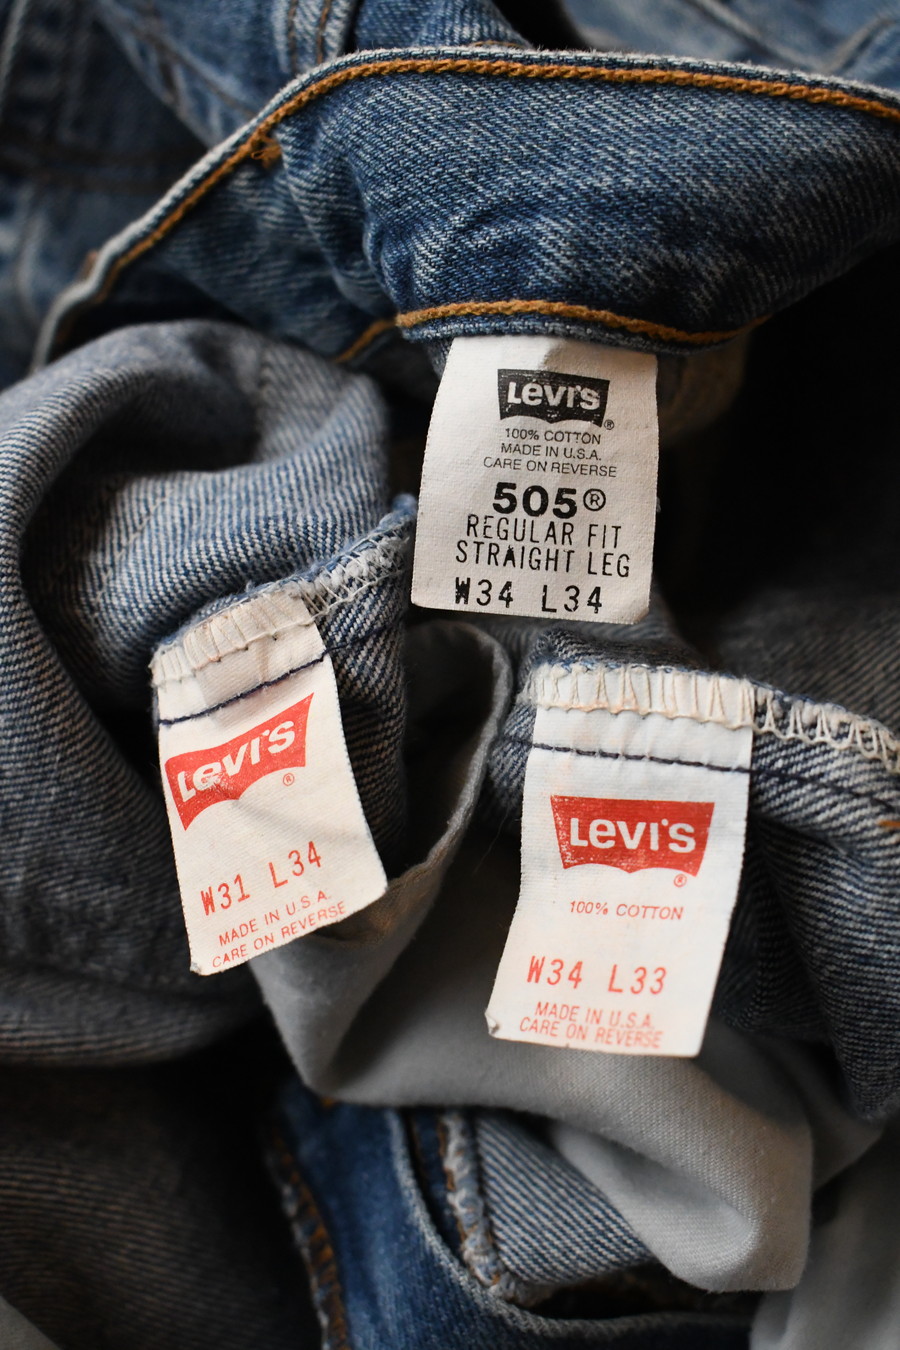 Levi's®
100% COTTON
MADE IN U.S.A.
CARE ON REVERSE
505®
REGULAR FIT
STRAIGHT LEG
W34 L34
Levi's®
W31 L34
MADE IN U.S.A.
CARE ON REVERSE
Levi's®
100% COTTON
W34 L33
MADE IN U.S.A.
CARE ON REVERSE